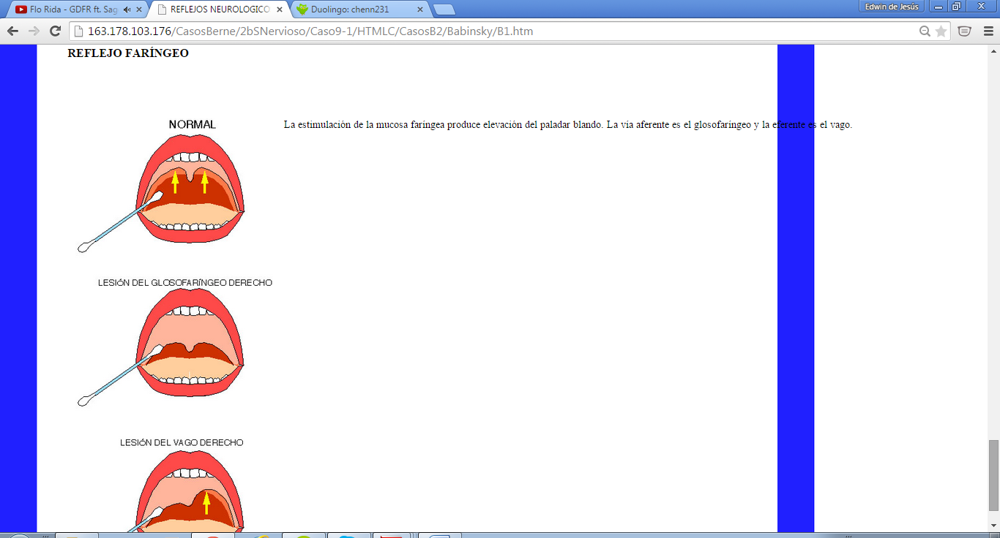 Flo Rida - GDFR ft. Sag
REFLEJOS NEUROLOGICO
Duolingo: chenn231
Edwin de Jesús
163.178.103.176/CasosBerne/2bSNervioso/Caso9-1/HTMLC/CasosB2/Babinsky/B1.htm
REFLEJO FARÍNGEO
NORMAL
La estimulación de la mucosa faríngea produce elevación del paladar blando. La vía aferente es el glosofaríngeo y la eferente es el vago.
LESIÓN DEL GLOSOFARÍNGEO DERECHO
LESIÓN DEL VAGO DERECHO